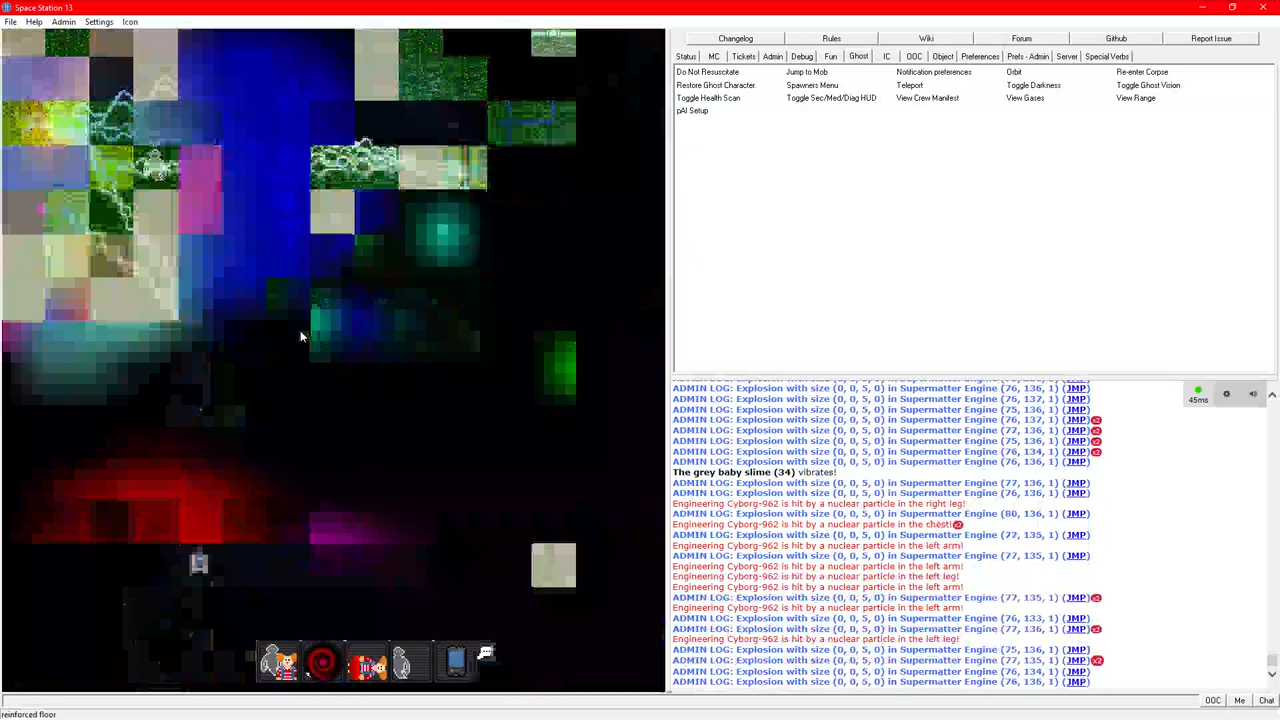 Space Station 13
File Help Admin Settings Icon
Changelog Rules Wiki Forum Github Report Issue
Status MC Tickets Admin Debug Fun Ghost IC OOC Object Preferences Prefs - Admin Server Special Verbs
Do Not Resuscitate Jump to Mob Notification preferences Orbit Re-enter Corpse
Restore Ghost Character Spawners Menu Teleport Toggle Darkness Toggle Ghost Vision
Toggle Health Scan Toggle Sec/Med/Diag HUD View Crew Manifest View Gases View Range
pAI Setup
45ms
ADMIN LOG: Explosion with size (0, 0, 5, 0) in Supermatter Engine (76, 136, 1) (JMP)
ADMIN LOG: Explosion with size (0, 0, 5, 0) in Supermatter Engine (76, 137, 1) (JMP)
ADMIN LOG: Explosion with size (0, 0, 5, 0) in Supermatter Engine (75, 136, 1) (JMP)
ADMIN LOG: Explosion with size (0, 0, 5, 0) in Supermatter Engine (76, 137, 1) (JMP) x2
ADMIN LOG: Explosion with size (0, 0, 5, 0) in Supermatter Engine (77, 136, 1) (JMP) x2
ADMIN LOG: Explosion with size (0, 0, 5, 0) in Supermatter Engine (75, 136, 1) (JMP) x2
ADMIN LOG: Explosion with size (0, 0, 5, 0) in Supermatter Engine (76, 134, 1) (JMP) x2
ADMIN LOG: Explosion with size (0, 0, 5, 0) in Supermatter Engine (76, 136, 1) (JMP)
The grey baby slime (34) vibrates!
ADMIN LOG: Explosion with size (0, 0, 5, 0) in Supermatter Engine (77, 136, 1) (JMP)
ADMIN LOG: Explosion with size (0, 0, 5, 0) in Supermatter Engine (76, 136, 1) (JMP)
Engineering Cyborg-962 is hit by a nuclear particle in the right leg!
ADMIN LOG: Explosion with size (0, 0, 5, 0) in Supermatter Engine (80, 136, 1) (JMP)
Engineering Cyborg-962 is hit by a nuclear particle in the chest! x2
ADMIN LOG: Explosion with size (0, 0, 5, 0) in Supermatter Engine (77, 135, 1) (JMP)
Engineering Cyborg-962 is hit by a nuclear particle in the left arm!
ADMIN LOG: Explosion with size (0, 0, 5, 0) in Supermatter Engine (77, 135, 1) (JMP)
Engineering Cyborg-962 is hit by a nuclear particle in the left arm!
Engineering Cyborg-962 is hit by a nuclear particle in the left leg!
Engineering Cyborg-962 is hit by a nuclear particle in the left arm!
ADMIN LOG: Explosion with size (0, 0, 5, 0) in Supermatter Engine (77, 135, 1) (JMP) x2
Engineering Cyborg-962 is hit by a nuclear particle in the left arm!
ADMIN LOG: Explosion with size (0, 0, 5, 0) in Supermatter Engine (76, 133, 1) (JMP)
ADMIN LOG: Explosion with size (0, 0, 5, 0) in Supermatter Engine (77, 136, 1) (JMP) x2
Engineering Cyborg-962 is hit by a nuclear particle in the left leg!
ADMIN LOG: Explosion with size (0, 0, 5, 0) in Supermatter Engine (75, 136, 1) (JMP)
ADMIN LOG: Explosion with size (0, 0, 5, 0) in Supermatter Engine (77, 135, 1) (JMP) x2
ADMIN LOG: Explosion with size (0, 0, 5, 0) in Supermatter Engine (76, 134, 1) (JMP)
ADMIN LOG: Explosion with size (0, 0, 5, 0) in Supermatter Engine (76, 136, 1) (JMP)
OOC Me Chat
reinforced floor